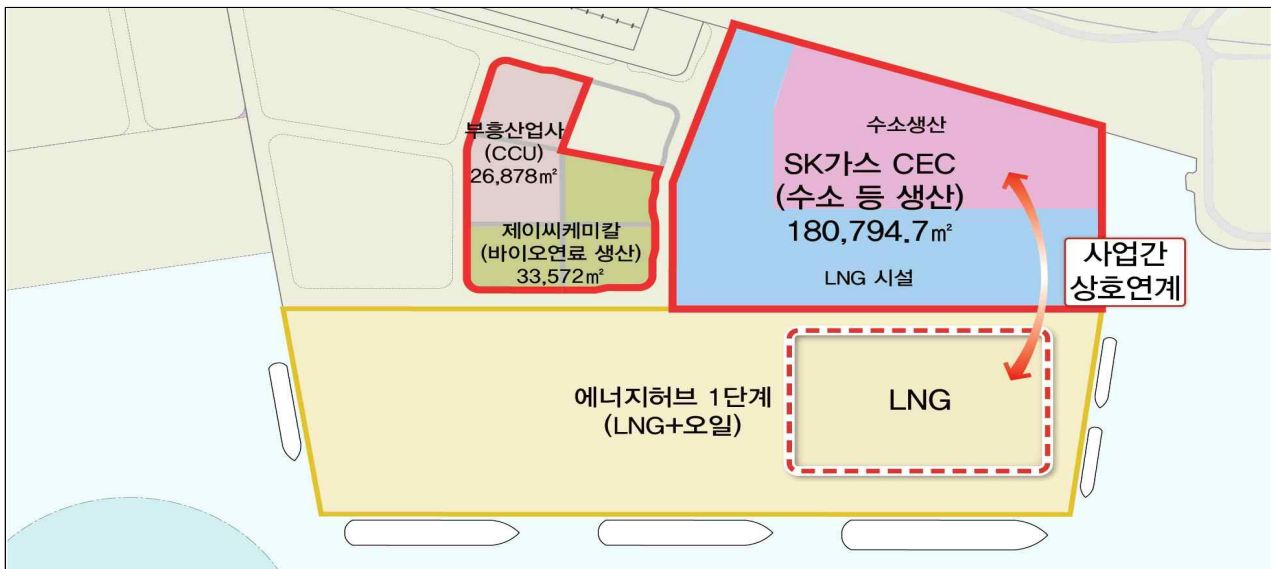 부흥산업사
(CCU)
26,878㎡
제이씨케미칼
(바이오연료 생산)
33,572㎡
수소생산
SK가스 CEC
(수소 등 생산)
180,794.7㎡
LNG 시설
사업간
상호연계
에너지허브 1단계
(LNG+오일)
LNG